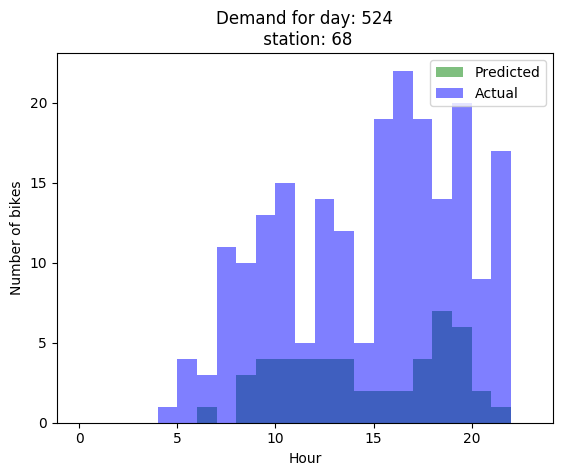 Demand for day: 524
station: 68
Predicted
Actual
Number of bikes
20
15
10
5
0
0
5
10
15
20
Hour